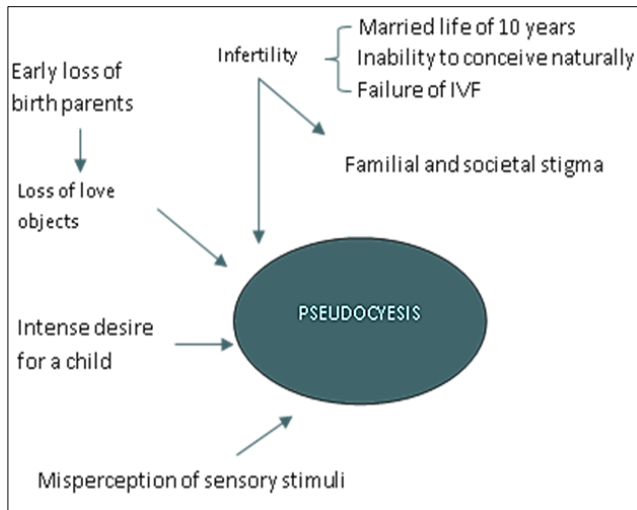 Married life of 10 years
Infertility
Inability to conceive naturally
Failure of IVF
Early loss of
birth parents
Familial and societal stigma
Loss of love
objects
PSEUDOCYESIS
Intense desire
for a child
Misperception of sensory stimuli